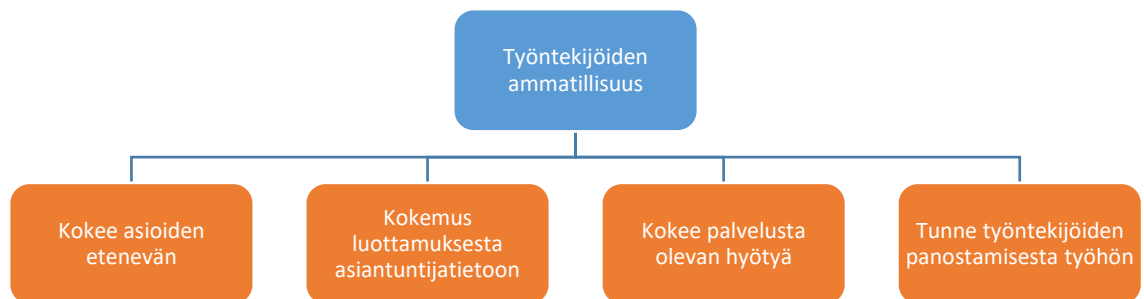 Työntekijöiden
ammatillisuus
Kokee asioiden
etenevän
Kokemus
luottamuksesta
asiantuntijatietoon
Kokee palvelusta
olevan hyötyä
Tunne työntekijöiden
panostamisesta työhön